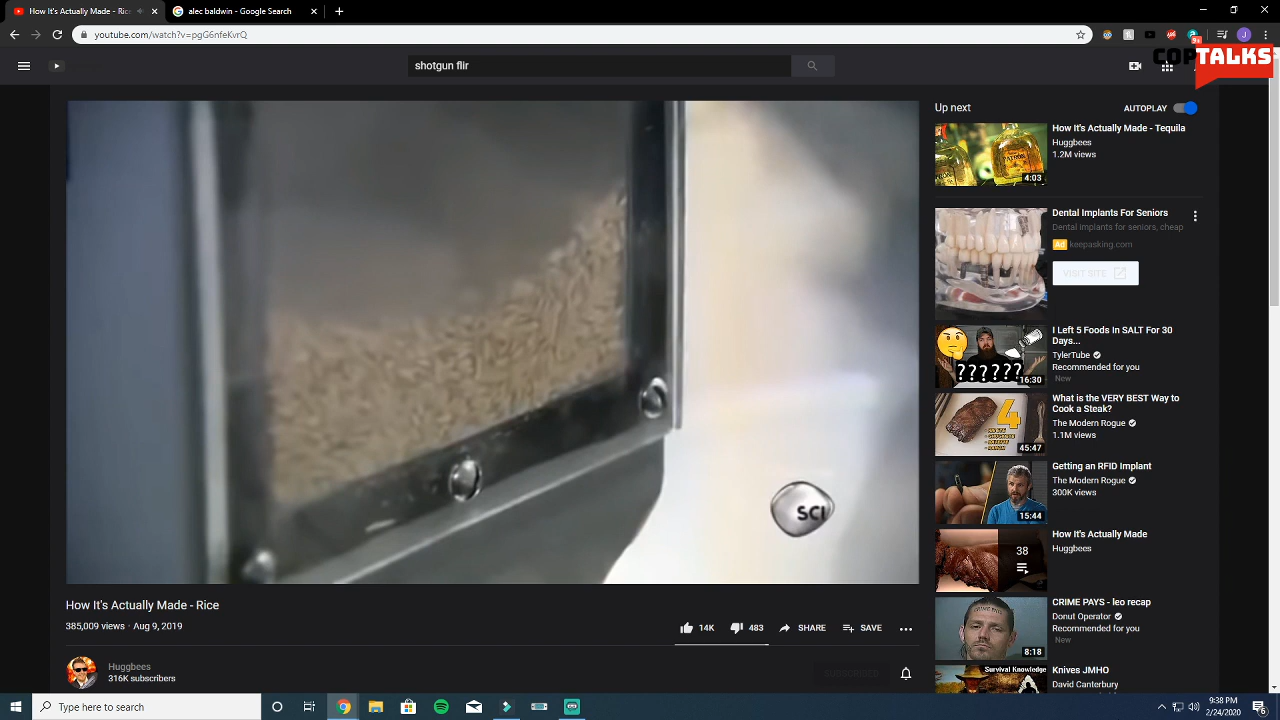 How It's Actually Made - Rice
alec baldwin - Google Search
youtube.com/watch?v=pgG6nfeKvrQ
9+
J
COPTALKS
shotgun flir
Up next
AUTOPLAY
How It's Actually Made - Tequila
Huggbees
1.2M views
PATRON
4:03
Dental Implants For Seniors
Dental implants for seniors, cheap
Ad keepasking.com
VISIT SITE
I Left 5 Foods In SALT For 30
Days...
TylerTube
Recommended for you
New
??????
16:30
What is the VERY BEST Way to
Cook a Steak?
The Modern Rogue
1.1M views
4
45:47
Getting an RFID Implant
The Modern Rogue
300K views
15:44
How It's Actually Made
Huggbees
38
CRIME PAYS - leo recap
Donut Operator
Recommended for you
New
CRIME PAYS
8:18
Knives JMHO
David Canterbury
Survival Knowledge
SCI
How It's Actually Made - Rice
385,009 views · Aug 9, 2019
14K
483
SHARE
SAVE
Huggbees
316K subscribers
SUBSCRIBED
Type here to search
9:38 PM
2/24/2020
6